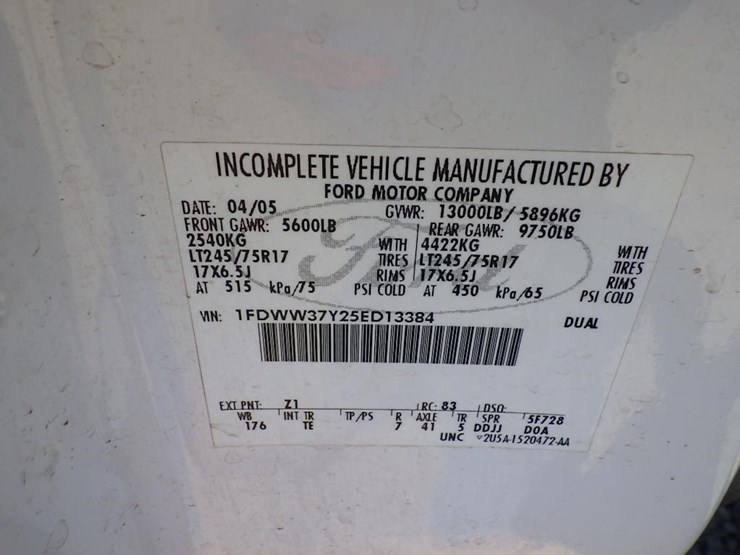 INCOMPLETE VEHICLE MANUFACTURED BY
FORD MOTOR COMPANY
DATE: 04/05 GVWR: 13000LB/ 5896KG
FRONT GAWR: 5600LB REAR GAWR: 9750LB
2540KG WITH 4422KG WITH
LT245/75R17 TIRES LT245/75R17 TIRES
17X6.5J RIMS 17X6.5J RIMS
AT 515 kPa/75 PSI COLD AT 450 kPa/65 PSI COLD
VIN: 1FDWW37Y25ED13384 DUAL
Ford
EXT PNT: Z1 RC: 83 DSO:
WB INT TR TP/PS R AXLE TR SPR 5F728
176 TE 7 41 5 DDJJ D0A
UNC 2U5A-1520472-AA